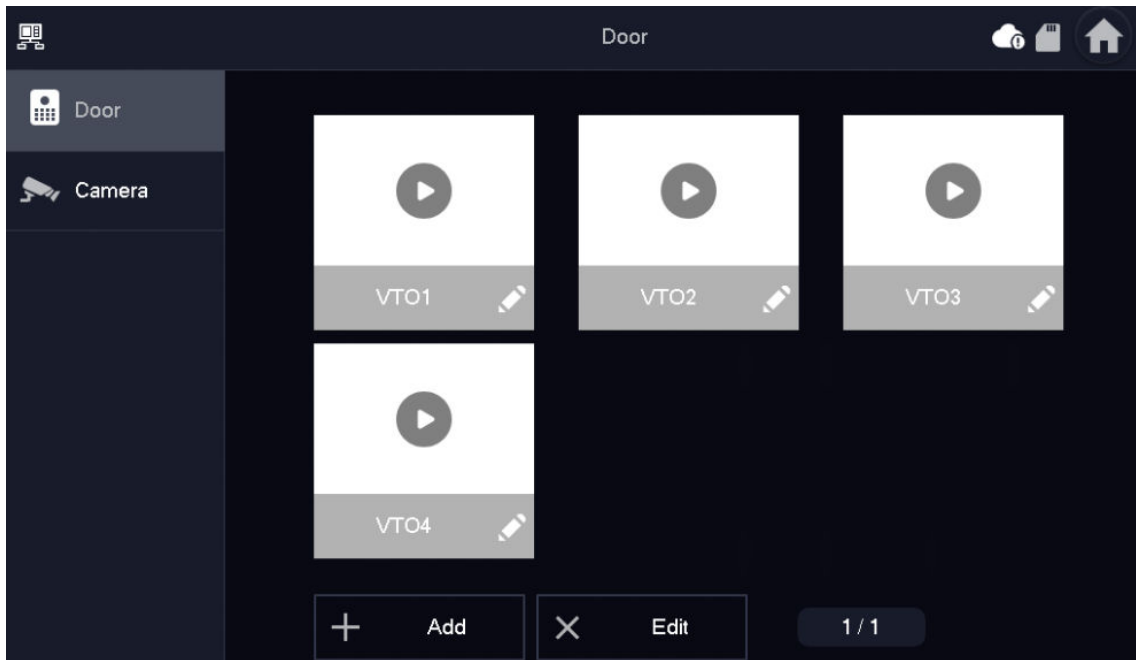 Door
Door
Camera
VTO1
VTO2
VTO3
VTO4
Add
Edit
1 / 1